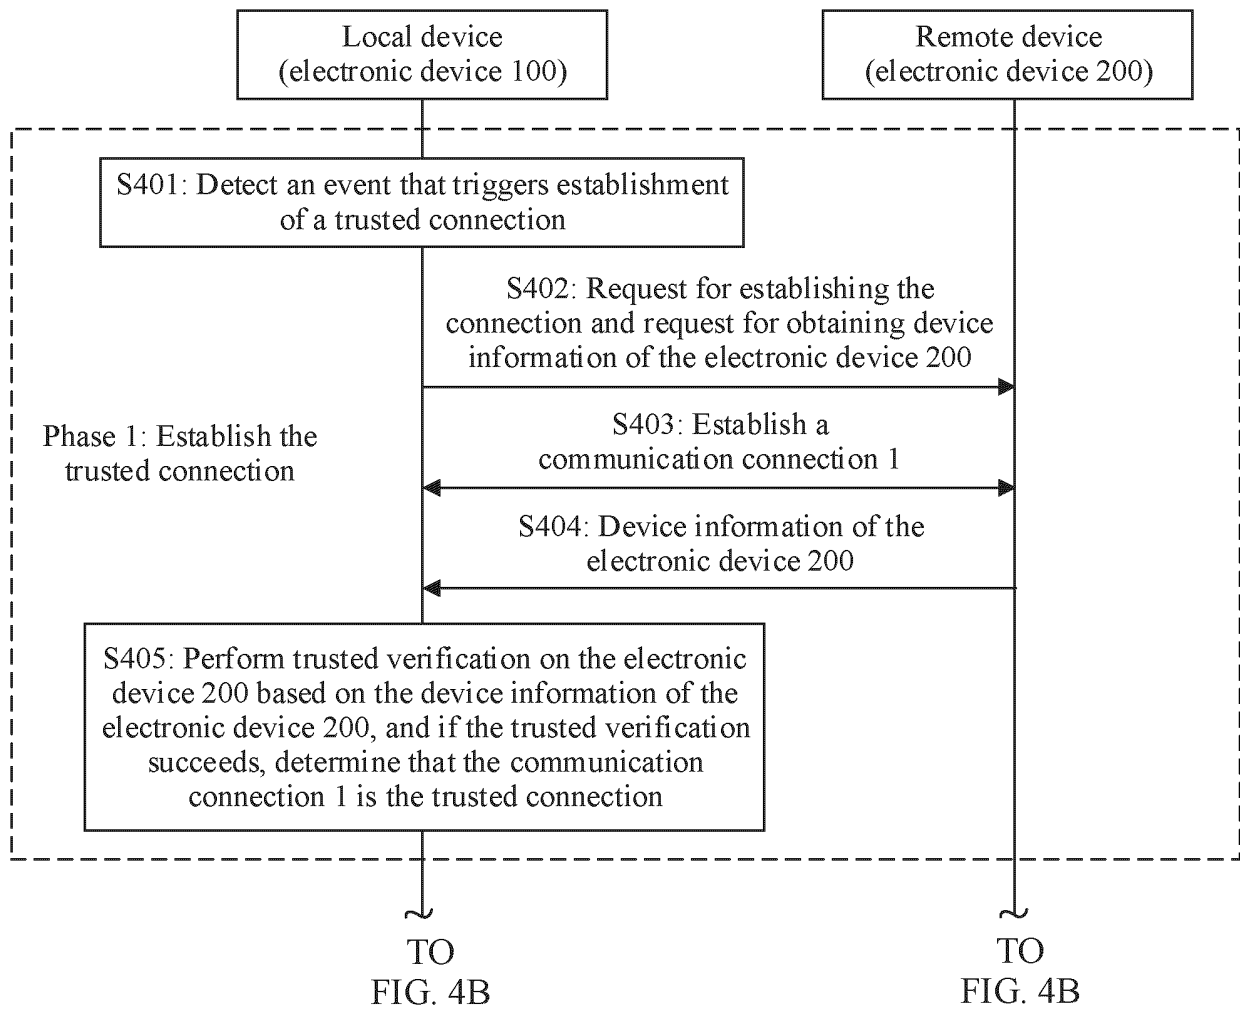 Local device
(electronic device 100)
Remote device
(electronic device 200)
S401: Detect an event that triggers establishment
of a trusted connection
S402: Request for establishing the
connection and request for obtaining device
information of the electronic device 200
Phase 1: Establish the
trusted connection
S403: Establish a
communication connection 1
S404: Device information of the
electronic device 200
S405: Perform trusted verification on the electronic
device 200 based on the device information of the
electronic device 200, and if the trusted verification
succeeds, determine that the communication
connection 1 is the trusted connection
TO
FIG. 4B
TO
FIG. 4B